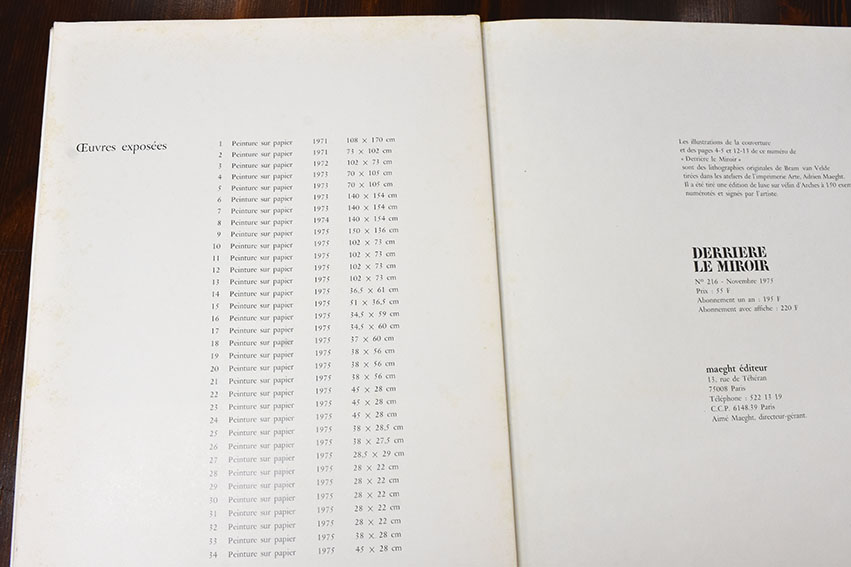 Œuvres exposées
1 Peinture sur papier 1971 108 × 170 cm
2 Peinture sur papier 1971 73 × 102 cm
3 Peinture sur papier 1972 102 × 73 cm
4 Peinture sur papier 1973 70 × 105 cm
5 Peinture sur papier 1973 70 × 105 cm
6 Peinture sur papier 1973 140 × 154 cm
7 Peinture sur papier 1973 140 × 154 cm
8 Peinture sur papier 1974 140 × 154 cm
9 Peinture sur papier 1975 150 × 136 cm
10 Peinture sur papier 1975 102 × 73 cm
11 Peinture sur papier 1975 102 × 73 cm
12 Peinture sur papier 1975 102 × 73 cm
13 Peinture sur papier 1975 102 × 73 cm
14 Peinture sur papier 1975 36,5 × 61 cm
15 Peinture sur papier 1975 51 × 36,5 cm
16 Peinture sur papier 1975 34,5 × 59 cm
17 Peinture sur papier 1975 34,5 × 60 cm
18 Peinture sur papier 1975 37 × 60 cm
19 Peinture sur papier 1975 38 × 56 cm
20 Peinture sur papier 1975 38 × 56 cm
21 Peinture sur papier 1975 38 × 56 cm
22 Peinture sur papier 1975 45 × 28 cm
23 Peinture sur papier 1975 45 × 28 cm
24 Peinture sur papier 1975 45 × 28 cm
25 Peinture sur papier 1975 38 × 28,5 cm
26 Peinture sur papier 1975 38 × 27,5 cm
27 Peinture sur papier 1975 28,5 × 29 cm
28 Peinture sur papier 1975 28 × 22 cm
29 Peinture sur papier 1975 28 × 22 cm
30 Peinture sur papier 1975 28 × 22 cm
31 Peinture sur papier 1975 28 × 22 cm
32 Peinture sur papier 1975 28 × 22 cm
33 Peinture sur papier 1975 38 × 28 cm
34 Peinture sur papier 1975 45 × 28 cm
Les illustrations de la couverture
et des pages 4-5 et 12-13 de ce numéro de
« Derrière le Miroir »
sont des lithographies originales de Bram van Velde
tirées dans les ateliers de l'imprimerie Arte, Adrien Maeght.
Il a été tiré une édition de luxe sur vélin d'Arches à 150 exem
numérotés et signés par l'artiste.
DERRIERE
LE MIROIR
N° 216 - Novembre 1975
Prix : 55 F
Abonnement un an : 195 F
Abonnement avec affiche : 220 F
maeght éditeur
13, rue de Téhéran
75008 Paris
Téléphone : 522 13 19
C.C.P. 6148.39 Paris
Aimé Maeght, directeur-gérant.